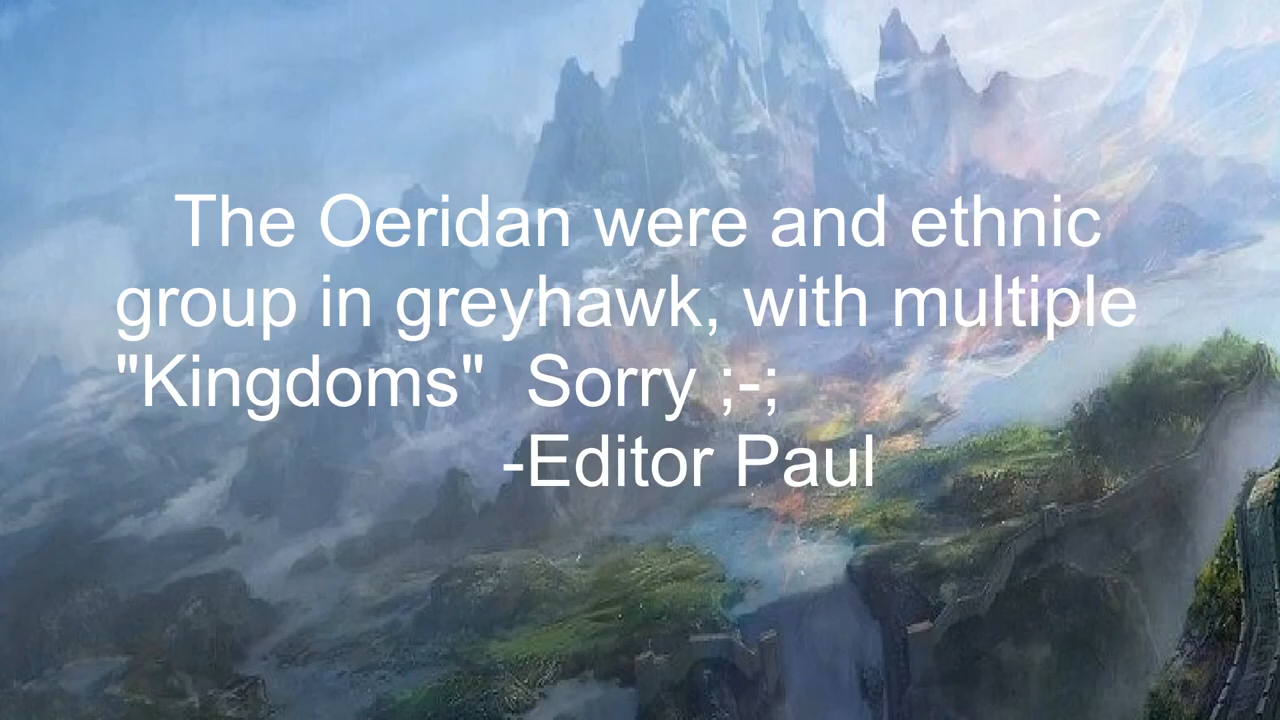 The Oeridan were and ethnic
group in greyhawk, with multiple
"Kingdoms"  Sorry ;-;
-Editor Paul